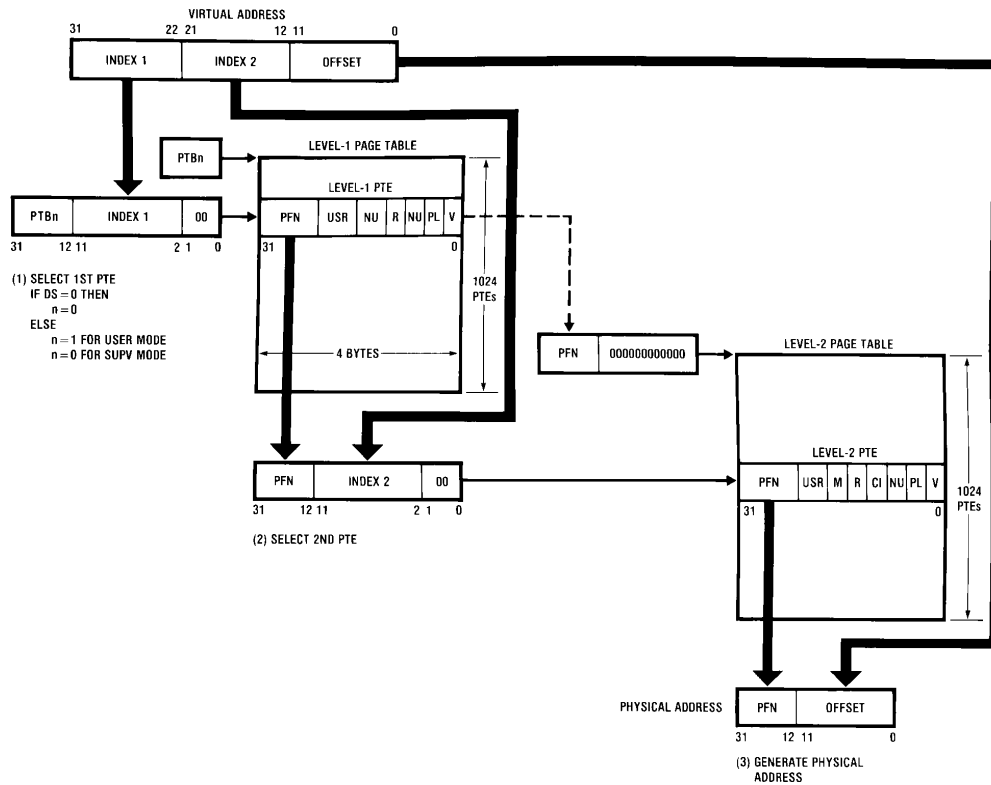 VIRTUAL ADDRESS
31 22 21 12 11 0
INDEX 1 INDEX 2 OFFSET
PTBn
LEVEL-1 PAGE TABLE
LEVEL-1 PTE
PTBn INDEX 1 00
31 12 11 2 1 0
PFN USR NU R NU PL V
31 0
(1) SELECT 1ST PTE
IF DS = 0 THEN
n = 0
ELSE
n = 1 FOR USER MODE
n = 0 FOR SUPV MODE
1024
PTEs
4 BYTES
PFN 000000000000
LEVEL-2 PAGE TABLE
PFN INDEX 2 00
31 12 11 2 1 0
(2) SELECT 2ND PTE
LEVEL-2 PTE
PFN USR M R CI NU PL V
31 0
1024
PTEs
PHYSICAL ADDRESS
PFN OFFSET
31 12 11 0
(3) GENERATE PHYSICAL
ADDRESS